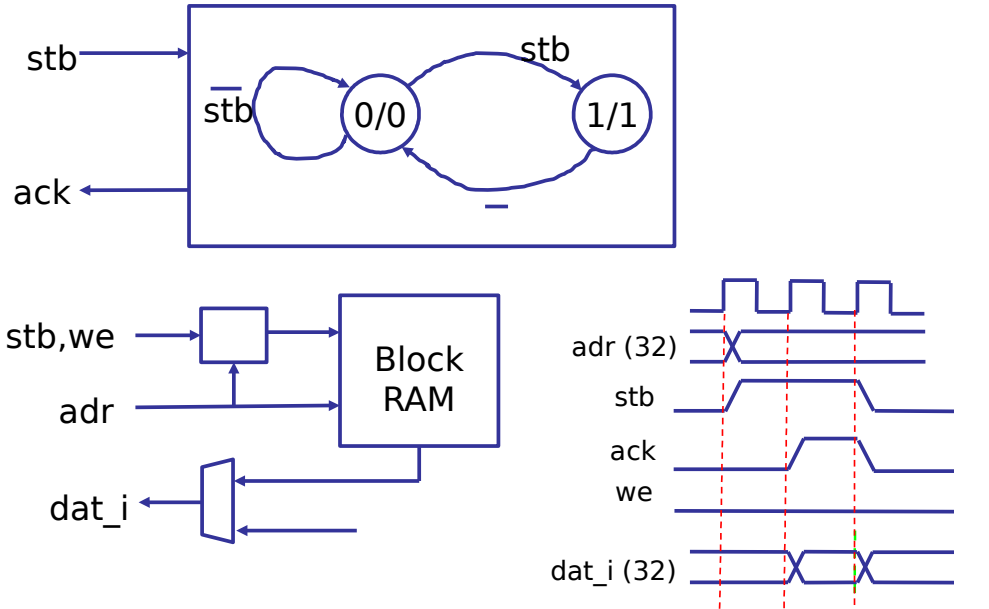 stb
stb
stb
0/0
1/1
ack
–
stb,we
Block
RAM
adr
dat_i
adr (32)
stb
ack
we
dat_i (32)